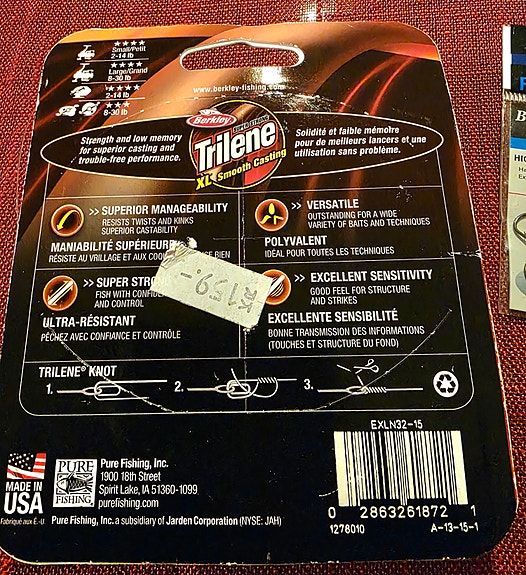 ★★★★
Small/Petit
2-14 lb
★★★★
Large/Grand
8-30 lb
★★★★
2-14 lb
★★★
8-30 lb
www.berkley-fishing.com
Berkley
SUPER STRONG
Trilene
XL Smooth Casting
Strength and low memory
for superior casting and
trouble-free performance.
Solidité et faible mémoire
pour de meilleurs lancers et une
utilisation sans problème.
>> SUPERIOR MANAGEABILITY
RESISTS TWISTS AND KINKS
SUPERIOR CASTABILITY
MANIABILITÉ SUPÉRIEURE
RÉSISTE AU VRILLAGE ET AUX BIEN
>> VERSATILE
OUTSTANDING FOR A WIDE
VARIETY OF BAITS AND TECHNIQUES
POLYVALENT
IDÉAL POUR TOUTES LES TECHNIQUES
>> SUPER
FISH WITH
AND CONTROL
ULTRA-RÉSISTANT
PÊCHEZ AVEC CONFIANCE ET CONTRÔLE
159.-
>> EXCELLENT SENSITIVITY
GOOD FEEL FOR STRUCTURE
AND STRIKES
EXCELLENTE SENSIBILITÉ
BONNE TRANSMISSION DES INFORMATIONS
(TOUCHES ET STRUCTURE DU FOND)
TRILENE® KNOT
1. 2. 3.
EXLN32-15
0 2863261872 1
1278010 A-13-15-1
MADE IN
USA
Fabriqué aux É.-U.
PURE
FISHING
Pure Fishing, Inc.
1900 18th Street
Spirit Lake, IA 51360-1099
purefishing.com
Pure Fishing, Inc. a subsidiary of Jarden Corporation (NYSE: JAH)